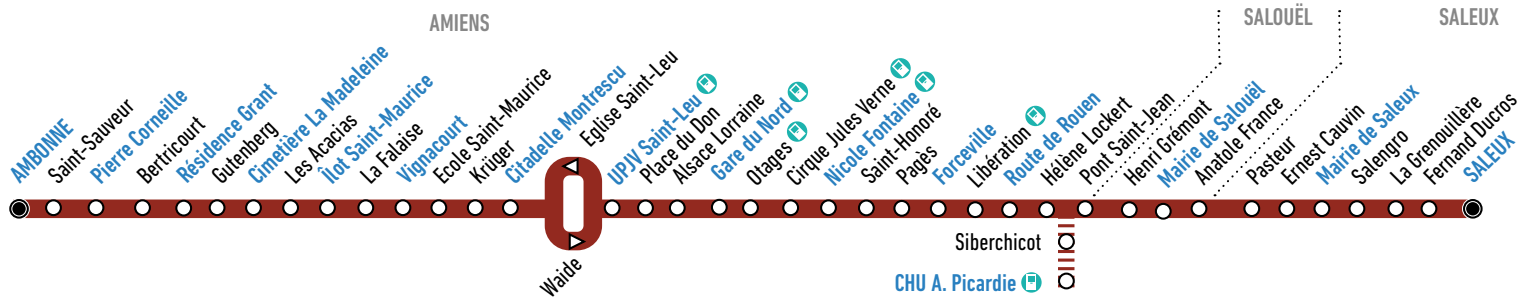 AMIENS
SALOUËL
SALEUX
AMBONNE
Saint-Sauveur
Pierre Corneille
Bertricourt
Résidence Grant
Gutenberg
Cimetière La Madeleine
Les Acacias
Îlot Saint-Maurice
La Falaise
Vignacourt
Ecole Saint-Maurice
Krüger
Citadelle Montrescu
Eglise Saint-Leu
Waide
UPJV Saint-Leu
Place du Don
Alsace Lorraine
Gare du Nord
Otages
Cirque Jules Verne
Nicole Fontaine
Saint-Honoré
Pagès
Forceville
Libération
Route de Rouen
Hélène Lockert
Pont Saint-Jean
Henri Grémont
Mairie de Salouël
Anatole France
Pasteur
Ernest Cauvin
Mairie de Saleux
Salengro
La Grenouillère
Fernand Ducros
SALEUX
Siberchicot
CHU A. Picardie